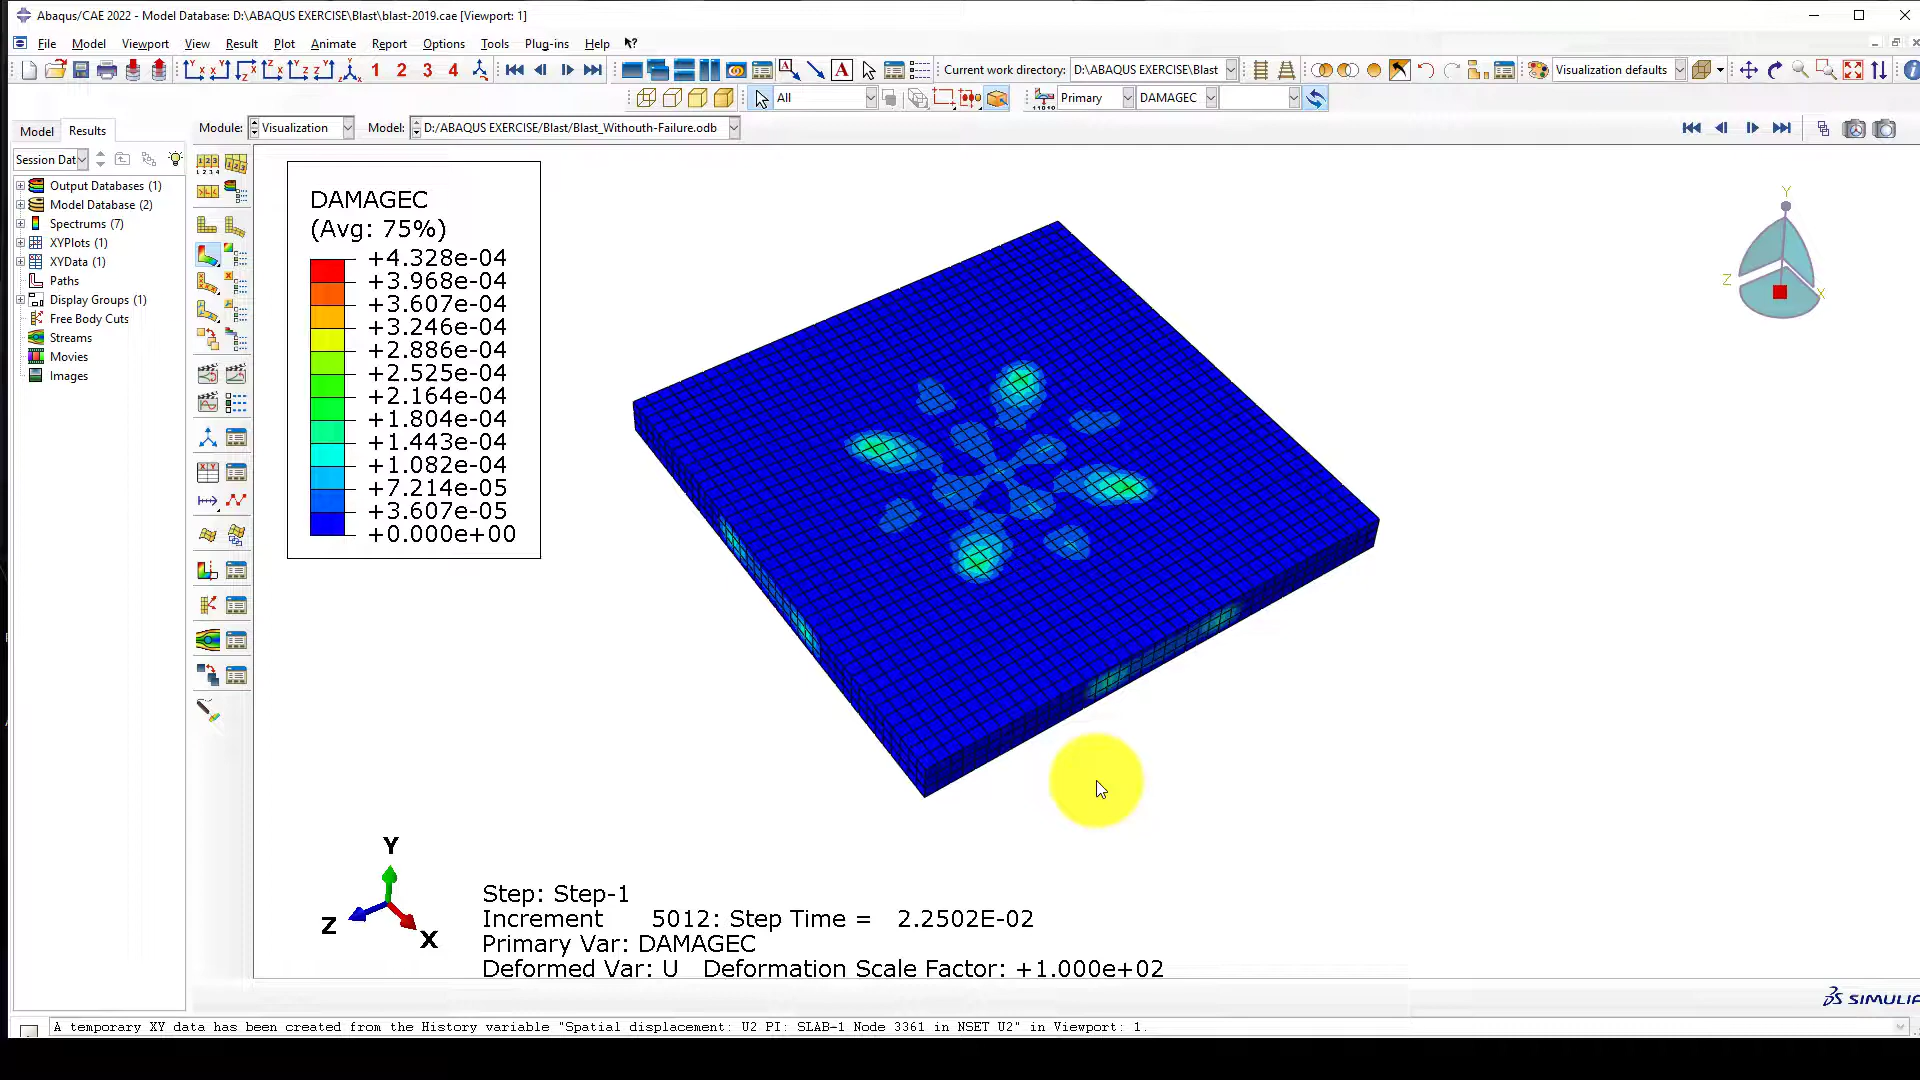 Abaqus/CAE 2022 - Model Database: D:\ABAQUS EXERCISE\Blast\blast-2019.cae [Viewport: 1]
File Model Viewport View Result Plot Animate Report Options Tools Plug-ins Help
1 2 3 4
Current work directory: D:\ABAQUS EXERCISE\Blast
Visualization defaults
All
Primary DAMAGEC
Model Results
Module: Visualization Model: D:/ABAQUS EXERCISE/Blast/Blast_Withouth-Failure.odb
Session Dat
Output Databases (1)
Model Database (2)
Spectrums (7)
XYPlots (1)
XYData (1)
Paths
Display Groups (1)
Free Body Cuts
Streams
Movies
Images
DAMAGEC
(Avg: 75%)
+4.328e-04
+3.968e-04
+3.607e-04
+3.246e-04
+2.886e-04
+2.525e-04
+2.164e-04
+1.804e-04
+1.443e-04
+1.082e-04
+7.214e-05
+3.607e-05
+0.000e+00
Y
Z
X
Y
Z
X
Step: Step-1
Increment 5012: Step Time = 2.2502E-02
Primary Var: DAMAGEC
Deformed Var: U Deformation Scale Factor: +1.000e+02
SIMULI
A temporary XY data has been created from the History variable "Spatial displacement: U2 PI: SLAB-1 Node 3361 in NSET U2" in Viewport: 1.